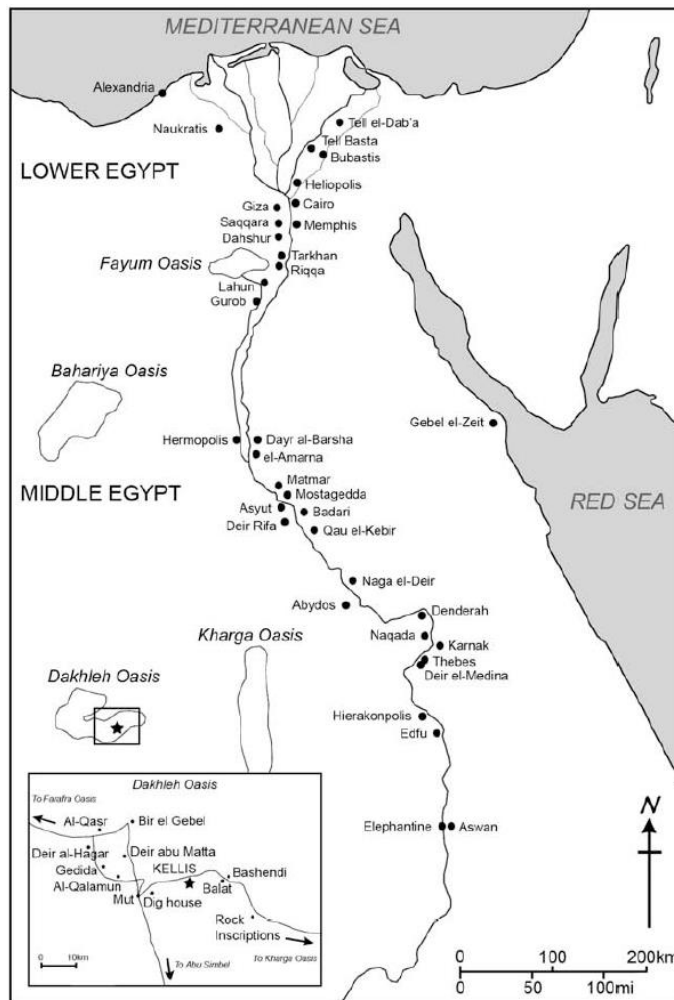 MEDITERRANEAN SEA
Alexandria
Naukratis
Tell el-Dab'a
Tell Basta
Bubastis
LOWER EGYPT
Heliopolis
Giza
Cairo
Saqqara
Memphis
Dahshur
Fayum Oasis
Tarkhan
Riqqa
Lahun
Gurob
Bahariya Oasis
Gebel el-Zeit
Hermopolis
Dayr al-Barsha
el-Amarna
MIDDLE EGYPT
Matmar
Mostagedda
RED SEA
Asyut
Badari
Deir Rifa
Qau el-Kebir
Naga el-Deir
Abydos
Denderah
Kharga Oasis
Naqada
Karnak
Dakhleh Oasis
Thebes
Deir el-Medina
Hierakonpolis
Edfu
Dakhleh Oasis
To Farafra Oasis
Al-Qasr
Bir el Gebel
Deir al-Hagar
Deir abu Matta
Gedida
KELLIS
Bashendi
Al-Qalamun
Balat
Mut
Dig house
Rock
Inscriptions
0 10km
To Abu Simbel
To Kharga Oasis
Elephantine
Aswan
N
0 100 200km
0 50 100mi